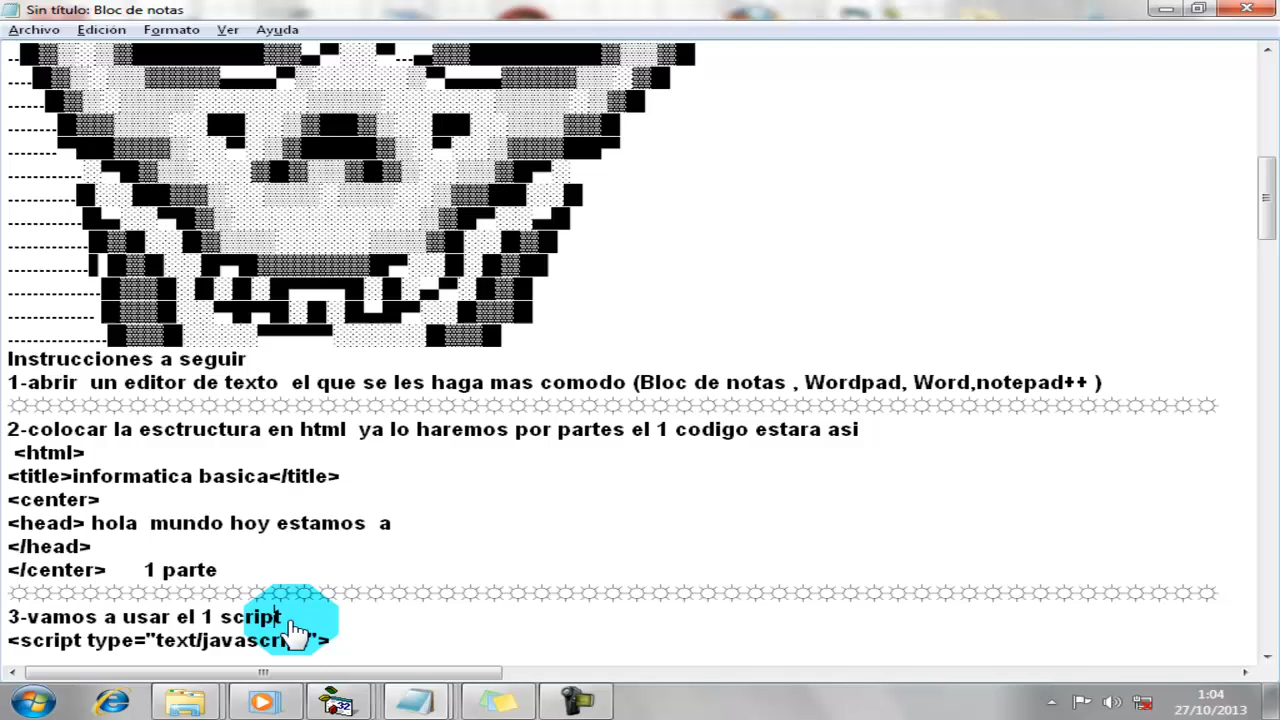 Sin título: Bloc de notas
Archivo Edición Formato Ver Ayuda
Instrucciones a seguir
1-abrir  un editor de texto  el que se les haga mas comodo (Bloc de notas , Wordpad, Word,notepad++ )
2-colocar la esctructura en html  ya lo haremos por partes el 1 codigo estara asi
<html>
<title>informatica basica</title>
<center>
<head> hola  mundo hoy estamos  a
</head>
</center>     1 parte
3-vamos a usar el 1 script
<script type="text/javascript">
32
1:04
27/10/2013